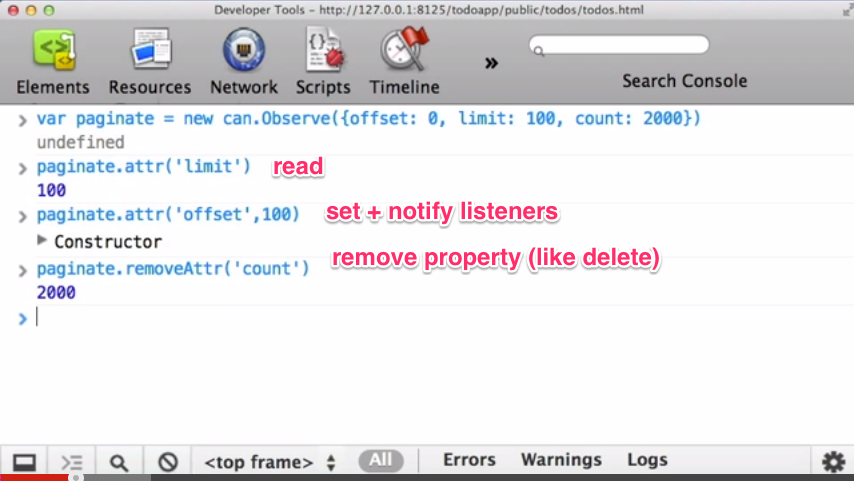 Developer Tools - http://127.0.0.1:8125/todoapp/public/todos/todos.html
Elements Resources Network Scripts Timeline » Search Console
> var paginate = new can.Observe({offset: 0, limit: 100, count: 2000})
undefined
> paginate.attr('limit') read
100
> paginate.attr('offset',100) set + notify listeners
▶ Constructor
> paginate.removeAttr('count') remove property (like delete)
2000
>
<top frame> All Errors Warnings Logs